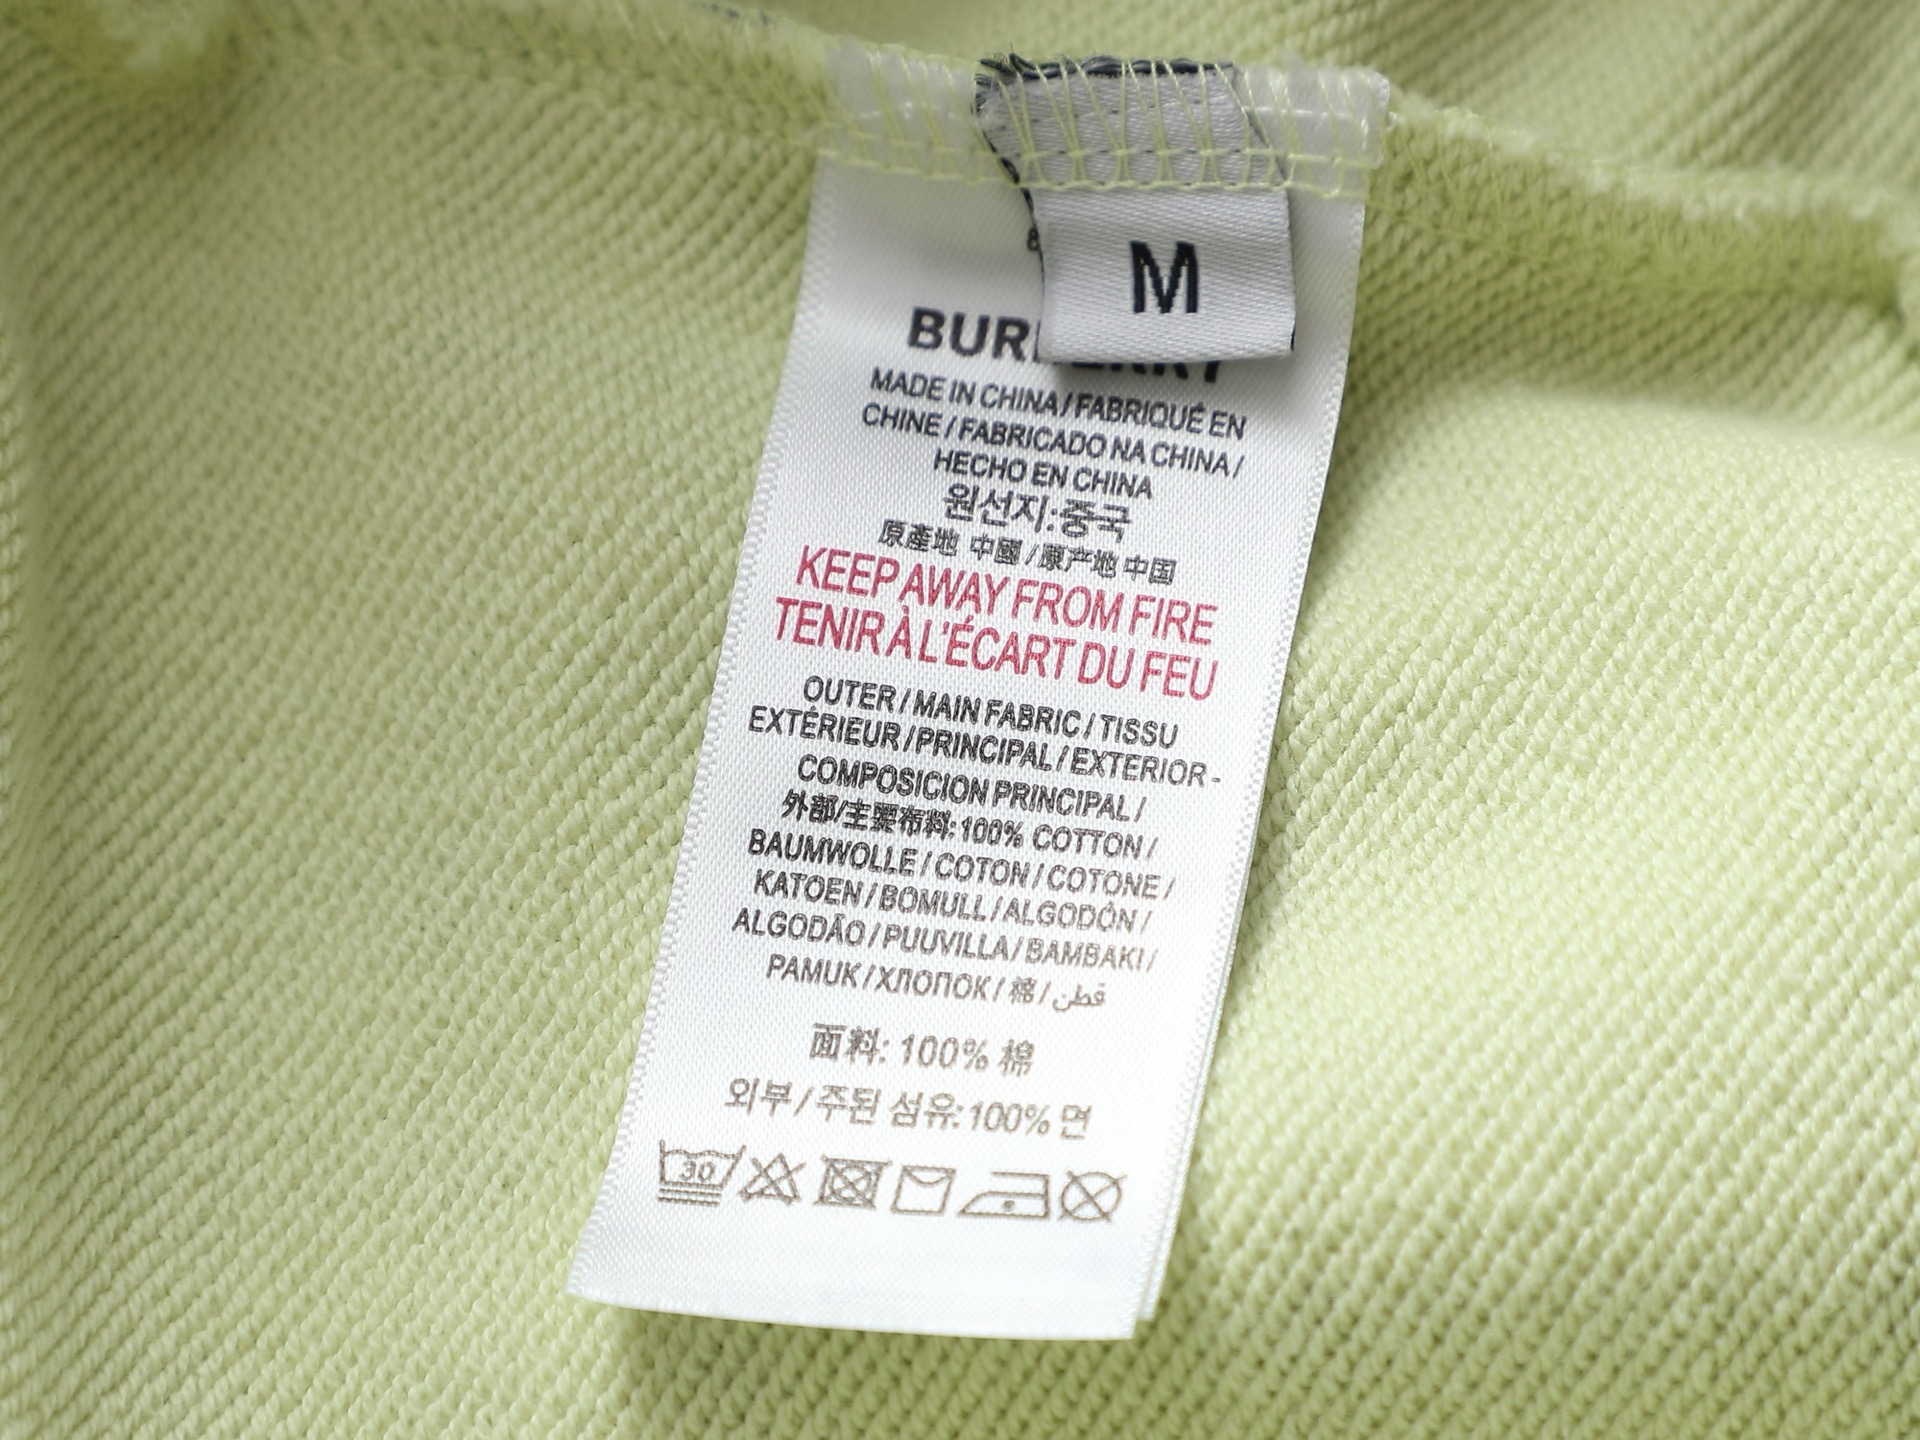 M
BURBERRY
MADE IN CHINA / FABRIQUÉ EN
CHINE / FABRICADO NA CHINA /
HECHO EN CHINA
원선지:중국
原產地 中國 / 原产地 中国
KEEP AWAY FROM FIRE
TENIR À L'ÉCART DU FEU
OUTER / MAIN FABRIC / TISSU
EXTÉRIEUR / PRINCIPAL / EXTERIOR -
COMPOSICION PRINCIPAL /
外部/主要布料: 100% COTTON /
BAUMWOLLE / COTON / COTONE /
KATOEN / BOMULL / ALGODÓN /
ALGODÃO / PUUVILLA / BAMBAKI /
PAMUK / ХЛОПОК / 棉 / قطن
面料: 100% 棉
외부 / 주된 섬유: 100% 면
30